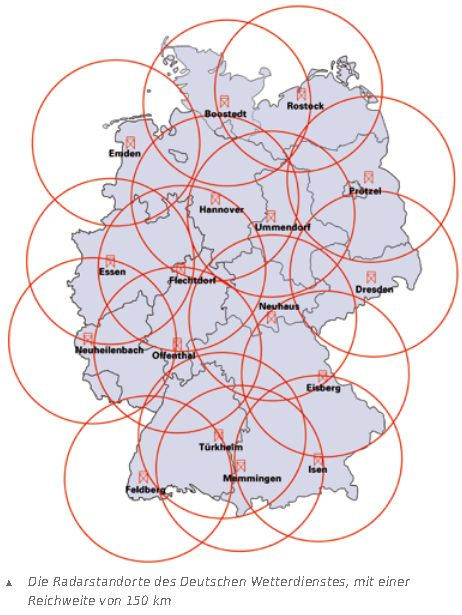 Rostock
Boostedt
Emden
Prötzel
Hannover
Ummendorf
Essen
Flechtdorf
Dresden
Neuhaus
Neuheilenbach
Offenthal
Eisberg
Türkheim
Isen
Memmingen
Feldberg
▲ Die Radarstandorte des Deutschen Wetterdienstes, mit einer
Reichweite von 150 km